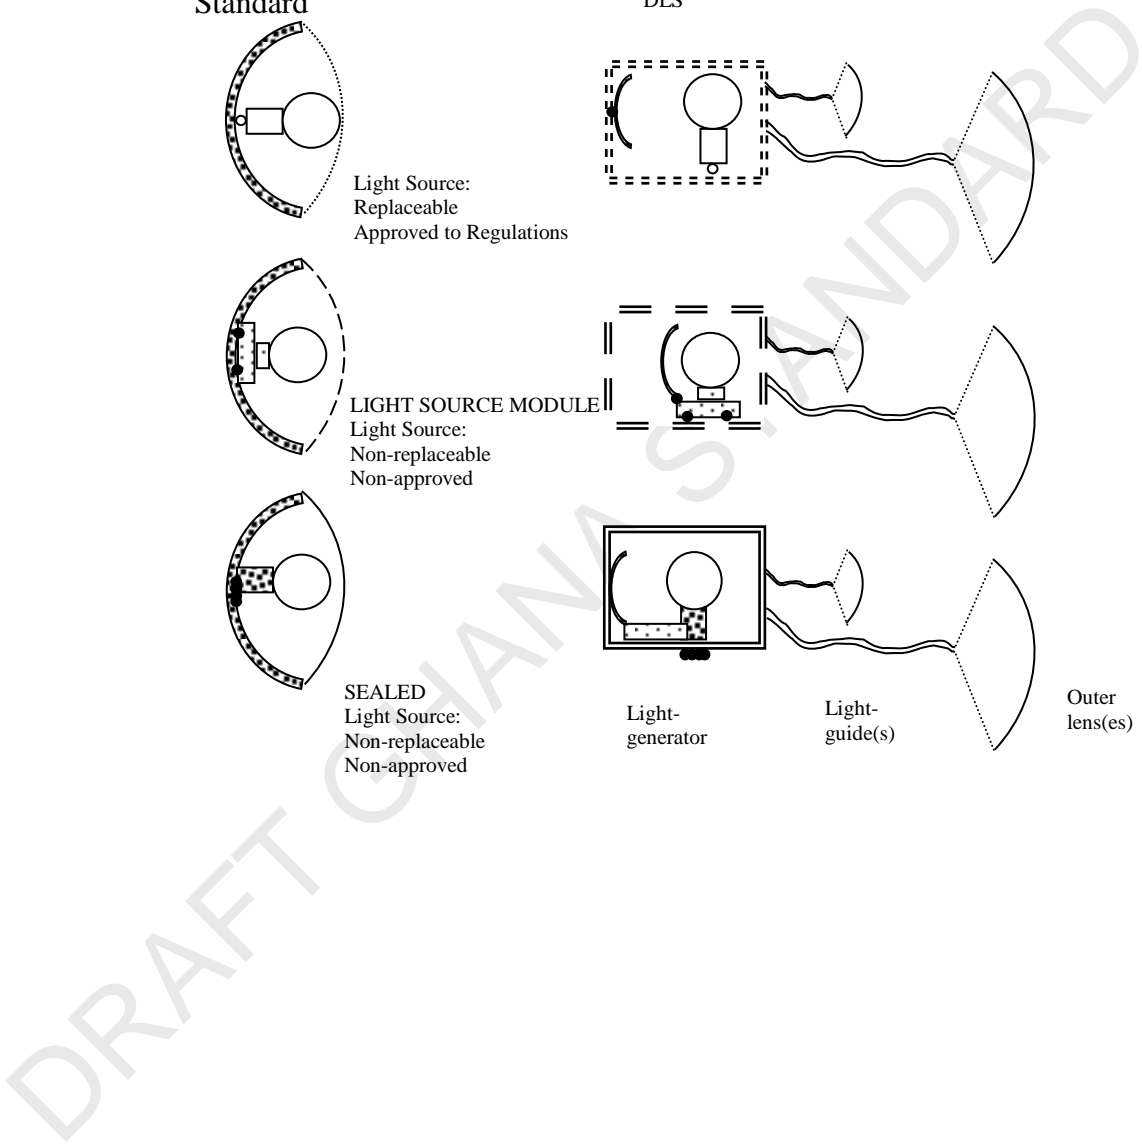 Standard
DLS
Light Source:
Replaceable
Approved to Regulations
LIGHT SOURCE MODULE
Light Source:
Non-replaceable
Non-approved
SEALED
Light Source:
Non-replaceable
Non-approved
Light-
generator
Light-
guide(s)
Outer
lens(es)
DRAFT GHANA STANDARD